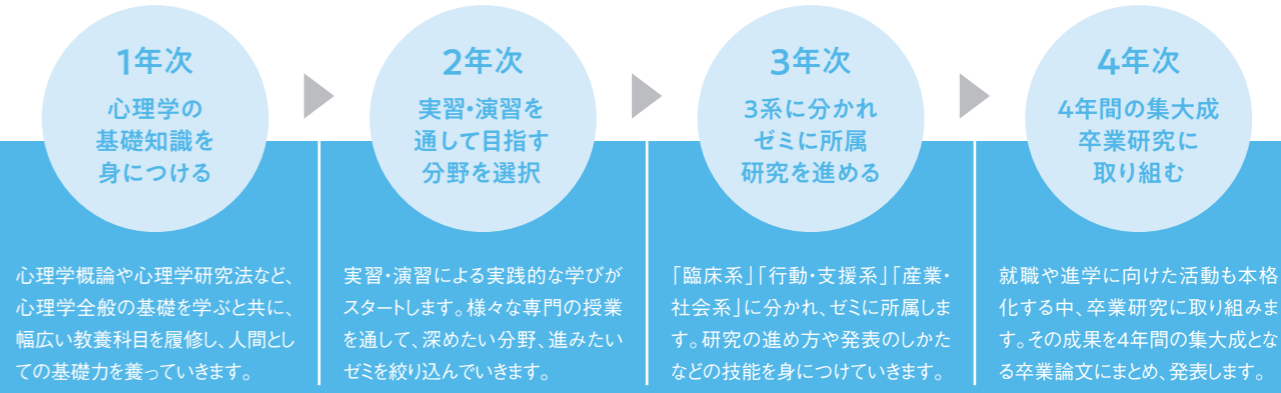 1年次
心理学の
基礎知識を
身につける
心理学概論や心理学研究法など、
心理学全般の基礎を学ぶと共に、
幅広い教養科目を履修し、人間とし
ての基礎力を養っていきます。
2年次
実習・演習を
通して目指す
分野を選択
実習・演習による実践的な学びが
スタートします。様々な専門の授業
を通して、深めたい分野、進みたい
ゼミを絞り込んでいきます。
3年次
3系に分かれ
ゼミに所属
研究を進める
「臨床系」「行動・支援系」「産業・
社会系」に分かれ、ゼミに所属しま
す。研究の進め方や発表のしかた
などの技能を身につけていきます。
4年次
4年間の集大成
卒業研究に
取り組む
就職や進学に向けた活動も本格
化する中、卒業研究に取り組みま
す。その成果を4年間の集大成とな
る卒業論文にまとめ、発表します。